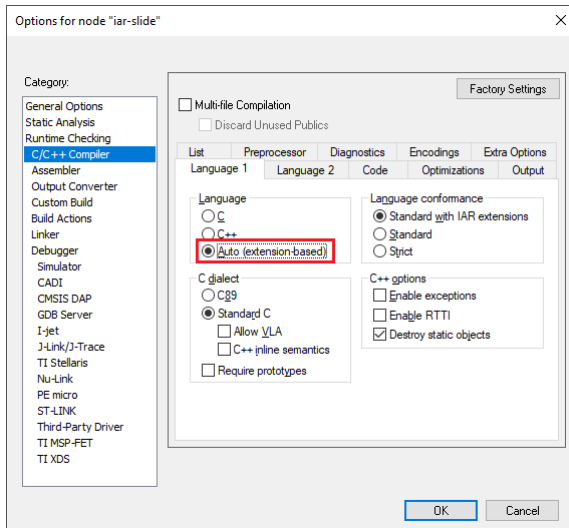 Options for node "iar-slide"
Category:
General Options
Static Analysis
Runtime Checking
C/C++ Compiler
Assembler
Output Converter
Custom Build
Build Actions
Linker
Debugger
Simulator
CADI
CMSIS DAP
GDB Server
I-jet
J-Link/J-Trace
TI Stellaris
Nu-Link
PE micro
ST-LINK
Third-Party Driver
TI MSP-FET
TI XDS
Factory Settings
Multi-file Compilation
Discard Unused Publics
List Preprocessor Diagnostics Encodings Extra Options
Language 1 Language 2 Code Optimizations Output
Language
C
C++
Auto (extension-based)
Language conformance
Standard with IAR extensions
Standard
Strict
C dialect
C89
Standard C
Allow VLA
C++ inline semantics
Require prototypes
C++ options
Enable exceptions
Enable RTTI
Destroy static objects
OK Cancel